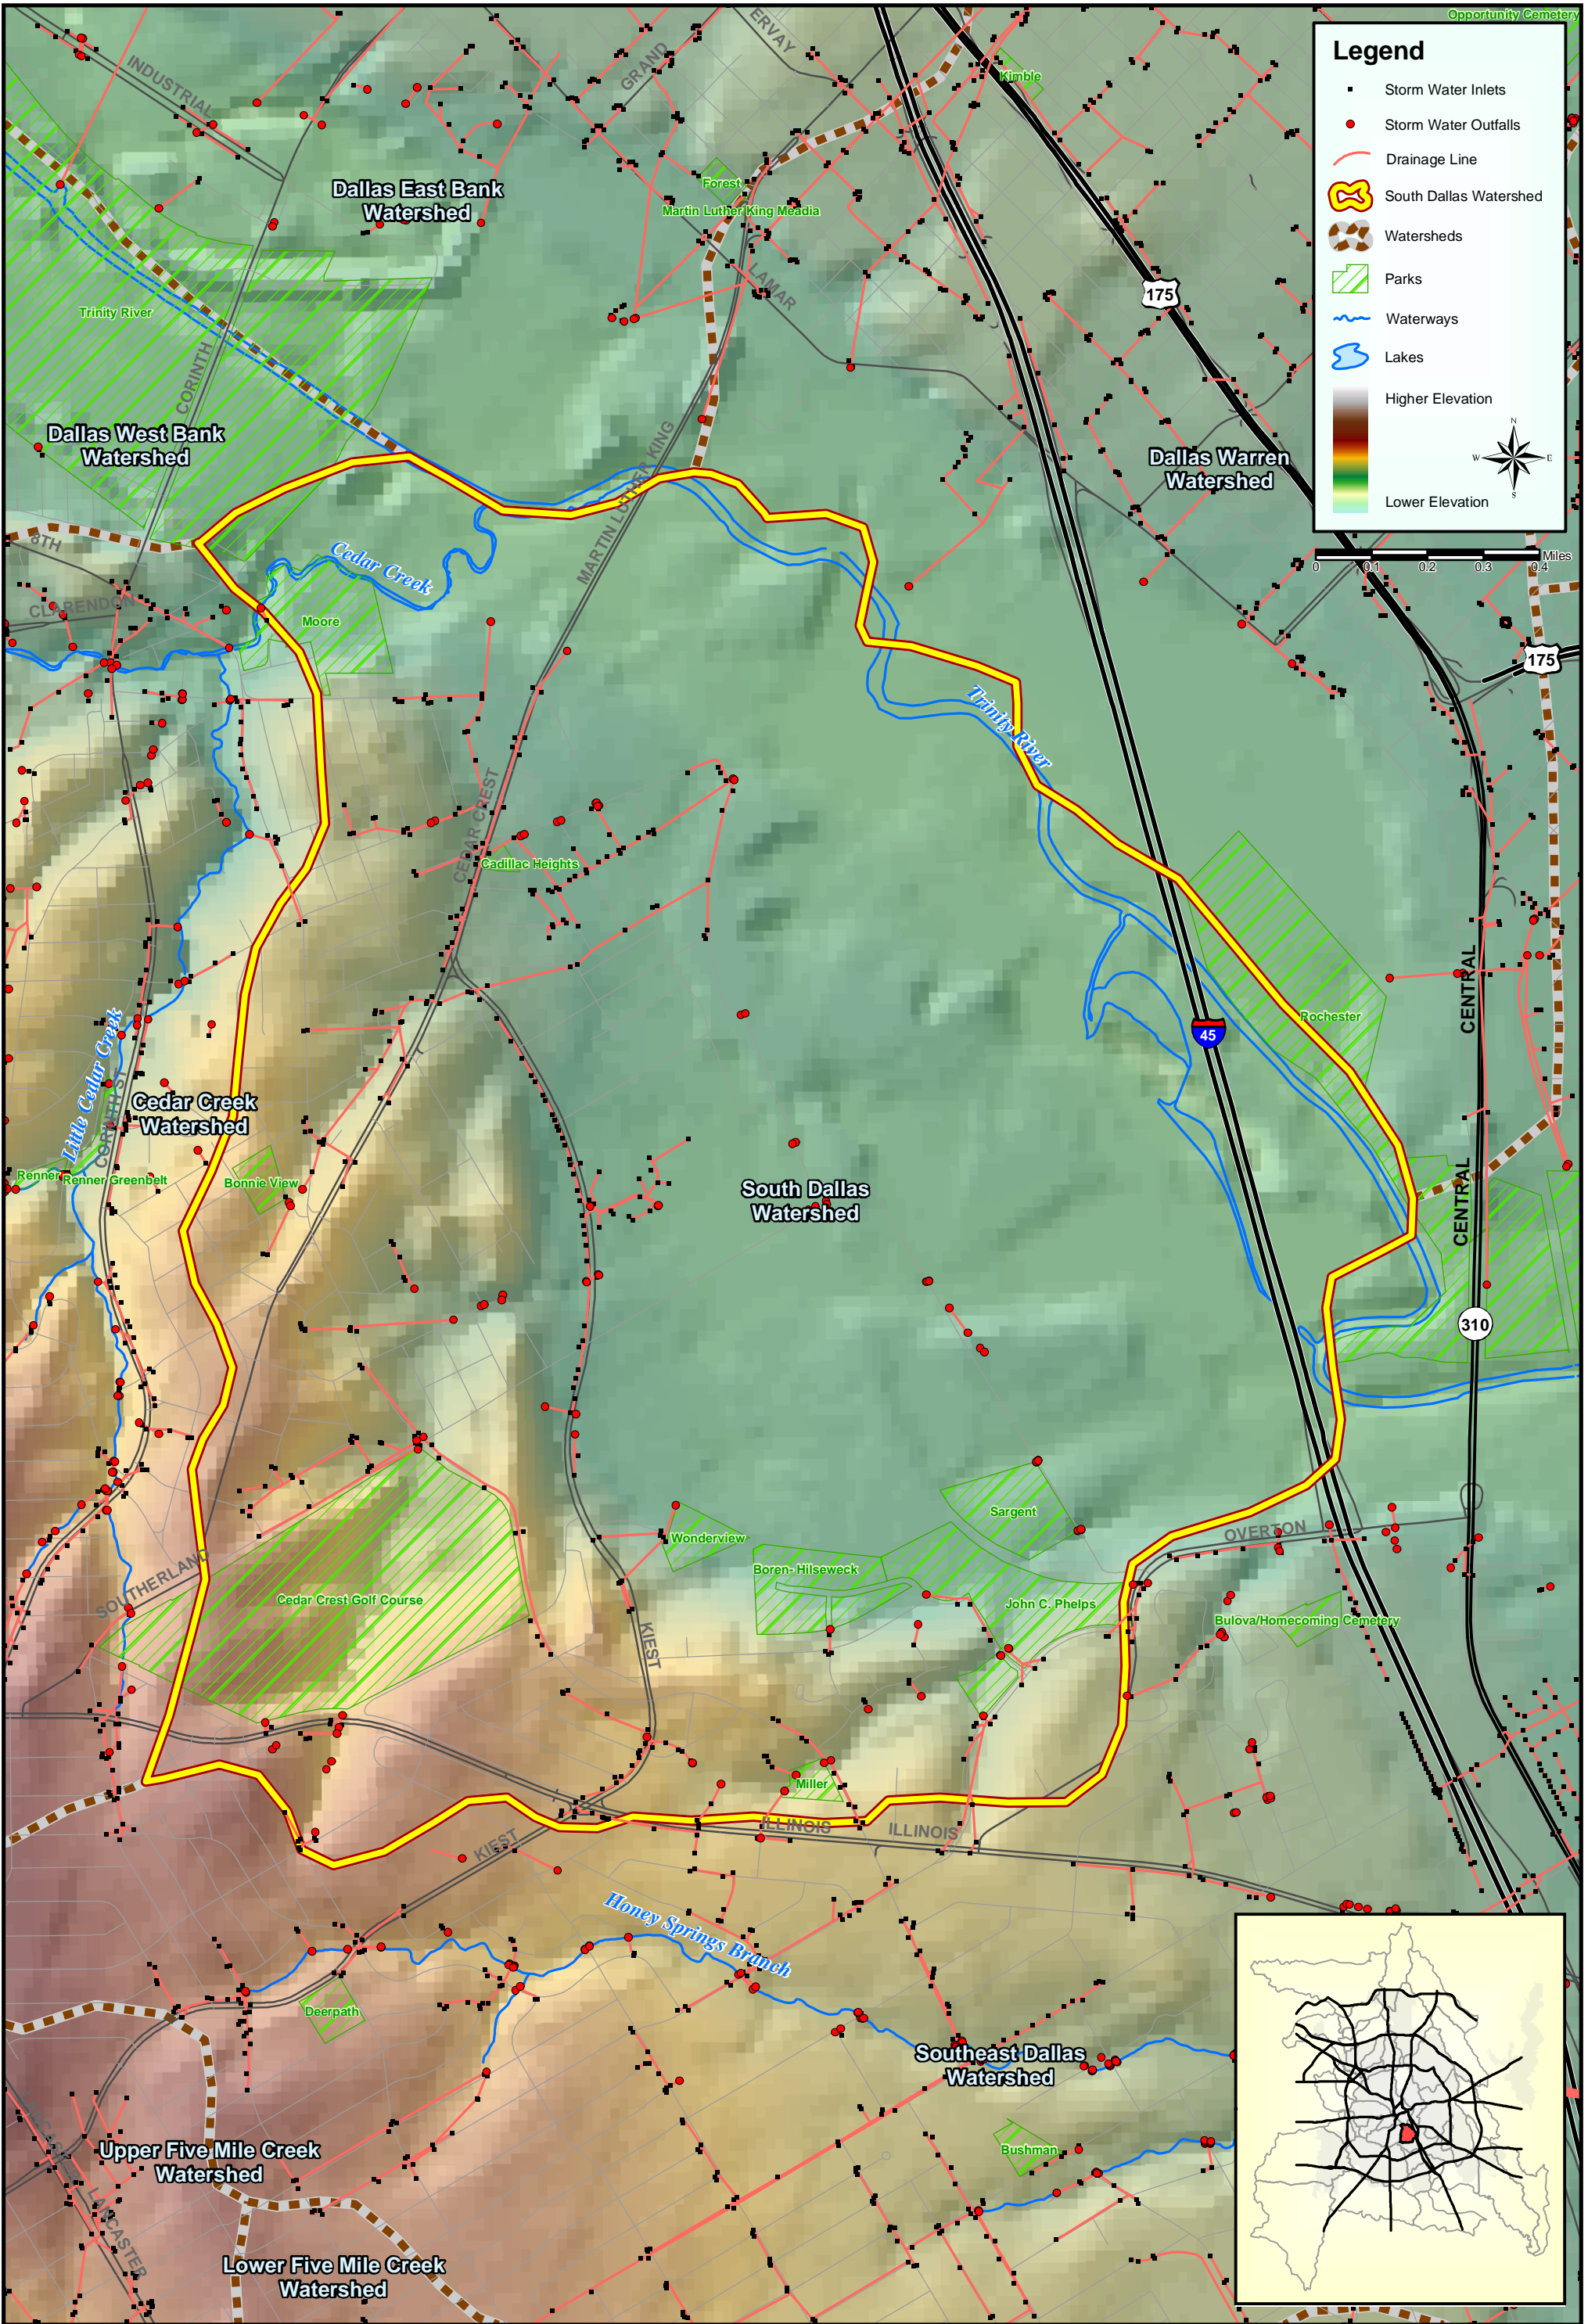 Opportunity Cemetery
Legend
Storm Water Inlets
Storm Water Outfalls
Drainage Line
South Dallas Watershed
Watersheds
Parks
Waterways
Lakes
Higher Elevation
Lower Elevation
N
W
E
S
Miles
0
0.1
0.2
0.3
0.4
INDUSTRIAL
GRAND
ERVAY
Kimble
Dallas East Bank
Watershed
Forest
Martin Luther King Meadia
LAMAR
175
Trinity River
CORINTH
Dallas West Bank
Watershed
MARTIN LUTHER KING
Dallas Warren
Watershed
8TH
CLARENDON
Cedar Creek
Moore
175
Trinity River
CEDAR CREST
Cadillac Heights
CENTRAL
Rochester
45
Little Cedar Creek
CORINTH ST
Cedar Creek
Watershed
Renner
Renner Greenbelt
Bonnie View
South Dallas
Watershed
CENTRAL
310
Sargent
OVERTON
Wonderview
Boren- Hilseweck
SOUTHERLAND
Cedar Crest Golf Course
John C. Phelps
Bulova/Homecoming Cemetery
KIEST
Miller
ILLINOIS
ILLINOIS
KIEST
Honey Springs Branch
Deerpath
Southeast Dallas
Watershed
Bushman
Upper Five Mile Creek
Watershed
LANCASTER
Lower Five Mile Creek
Watershed